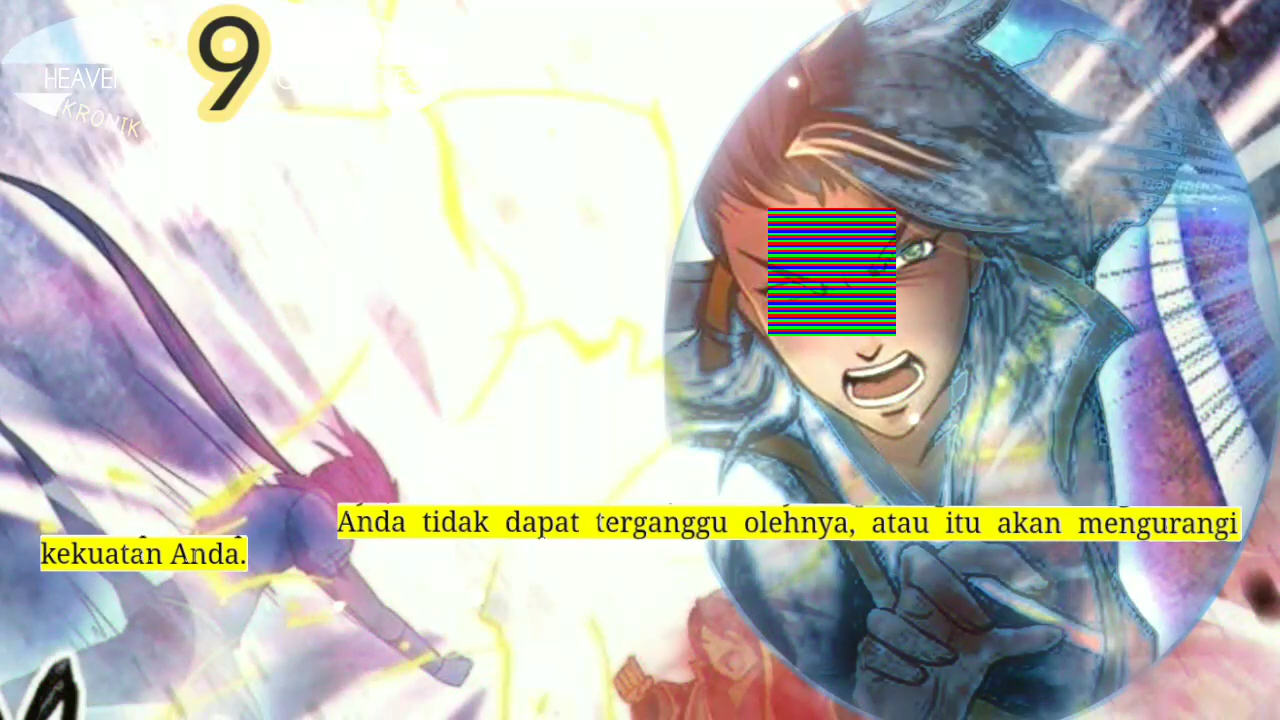 9
HEAVEN
KRONIK
Anda tidak dapat terganggu olehnya, atau itu akan mengurangi
kekuatan Anda.